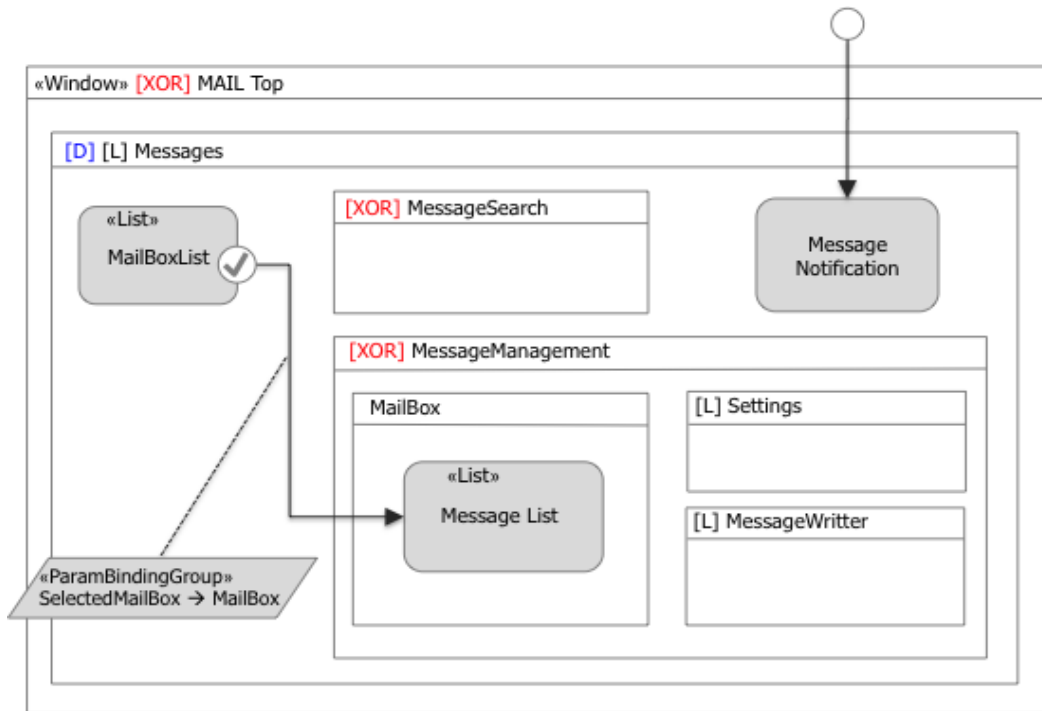 «Window» [XOR] MAIL Top
[D] [L] Messages
«List»
MailBoxList
[XOR] MessageSearch
Message
Notification
[XOR] MessageManagement
MailBox
«List»
Message List
[L] Settings
[L] MessageWritter
«ParamBindingGroup»
SelectedMailBox → MailBox